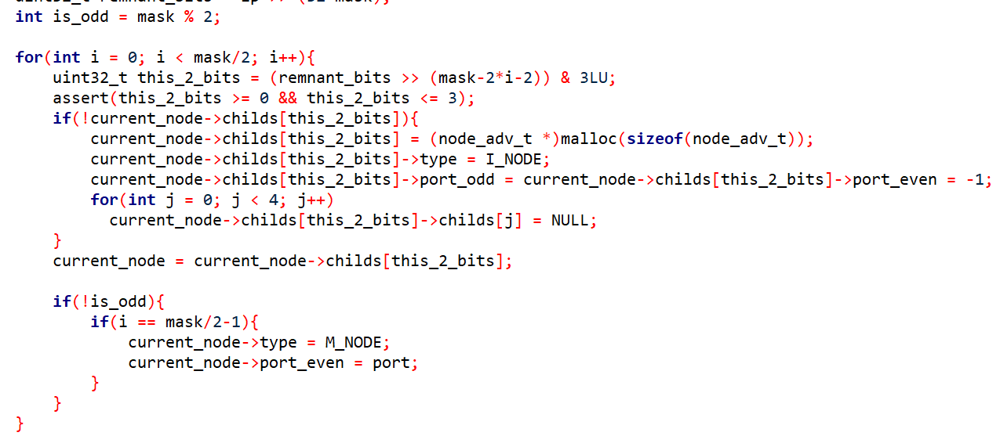 int is_odd = mask % 2;
for(int i = 0; i < mask/2; i++){
    uint32_t this_2_bits = (remnant_bits >> (mask-2*i-2)) & 3LU;
    assert(this_2_bits >= 0 && this_2_bits <= 3);
    if(!current_node->childs[this_2_bits]){
        current_node->childs[this_2_bits] = (node_adv_t *)malloc(sizeof(node_adv_t));
        current_node->childs[this_2_bits]->type = I_NODE;
        current_node->childs[this_2_bits]->port_odd = current_node->childs[this_2_bits]->port_even = -1;
        for(int j = 0; j < 4; j++)
          current_node->childs[this_2_bits]->childs[j] = NULL;
    }
    current_node = current_node->childs[this_2_bits];
    if(!is_odd){
        if(i == mask/2-1){
            current_node->type = M_NODE;
            current_node->port_even = port;
        }
    }
}